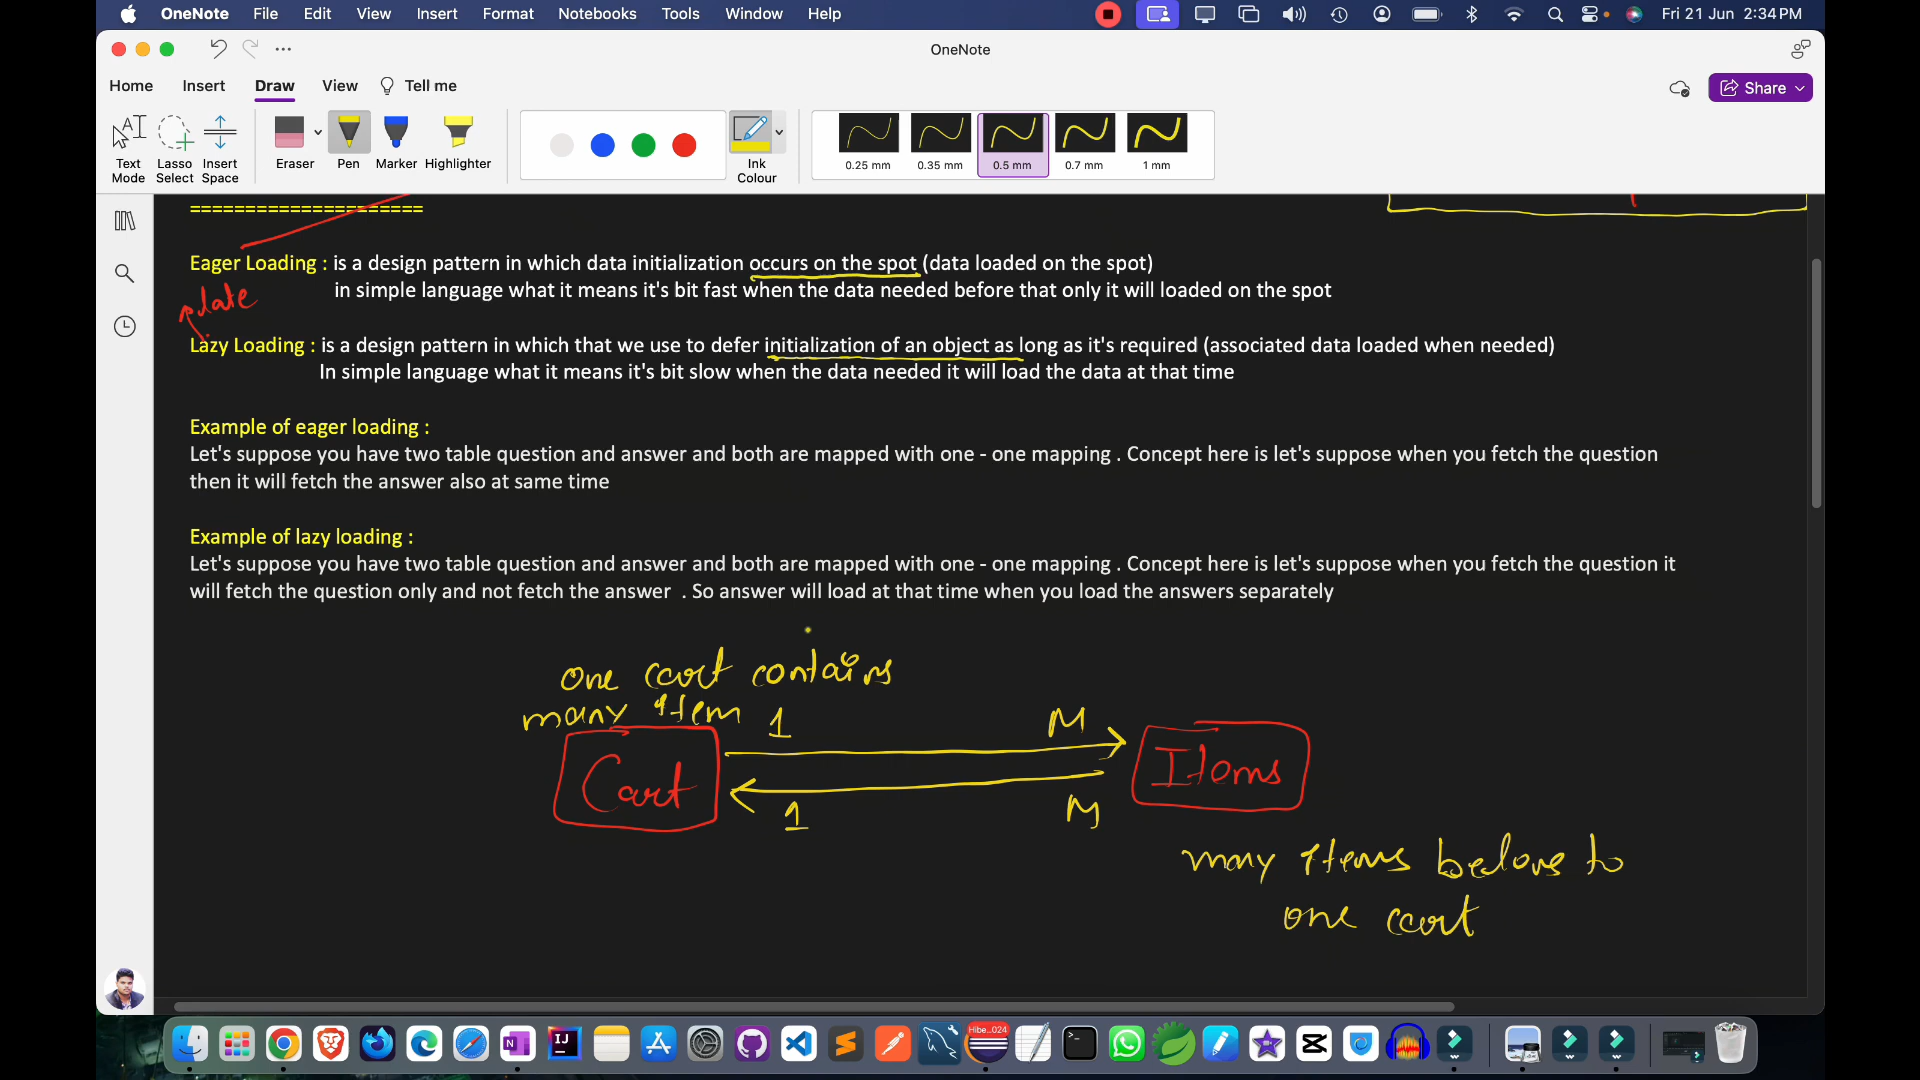 OneNote File Edit View Insert Format Notebooks Tools Window Help Fri 21 Jun 2:34 PM
OneNote
Home Insert Draw View Tell me Share
Text Mode Lasso Select Insert Space Eraser Pen Marker Highlighter Ink Colour 0.25 mm 0.35 mm 0.5 mm 0.7 mm 1 mm
=====================
Eager Loading : is a design pattern in which data initialization occurs on the spot (data loaded on the spot)
in simple language what it means it's bit fast when the data needed before that only it will loaded on the spot
late
Lazy Loading : is a design pattern in which that we use to defer initialization of an object as long as it's required (associated data loaded when needed)
In simple language what it means it's bit slow when the data needed it will load the data at that time
Example of eager loading :
Let's suppose you have two table question and answer and both are mapped with one - one mapping . Concept here is let's suppose when you fetch the question
then it will fetch the answer also at same time
Example of lazy loading :
Let's suppose you have two table question and answer and both are mapped with one - one mapping . Concept here is let's suppose when you fetch the question it
will fetch the question only and not fetch the answer . So answer will load at that time when you load the answers separately
One cart contains
many Item 1 M
Cart Items
1 M
many Items belong to
one cart
Hibe...024